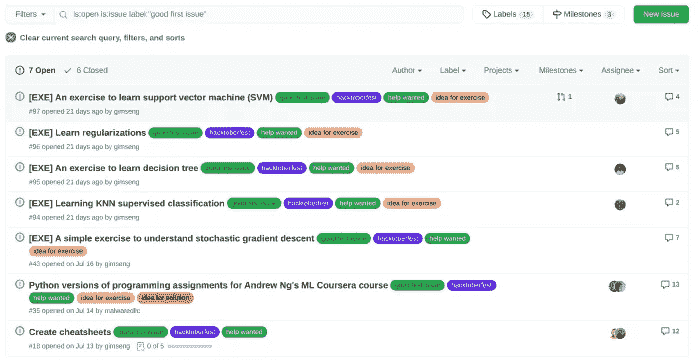 Filters is:open is:issue label:"good first issue" Labels 15 Milestones 3 New issue
Clear current search query, filters, and sorts
7 Open 6 Closed Author Label Projects Milestones Assignee Sort
[EXE] An exercise to learn support vector machine (SVM) good first issue hacktoberfest help wanted idea for exercise 1 4
#97 opened 21 days ago by gimseng
[EXE] Learn regularizations good first issue hacktoberfest help wanted idea for exercise 5
#96 opened 21 days ago by gimseng
[EXE] An exercise to learn decision tree good first issue hacktoberfest help wanted idea for exercise
#95 opened 21 days ago by gimseng
[EXE] Learning KNN supervised classification good first issue hacktoberfest help wanted idea for exercise 2
#94 opened 21 days ago by gimseng
[EXE] A simple exercise to understand stochastic gradient descent good first issue hacktoberfest help wanted 7
idea for exercise
opened on Jul 16 by gimseng
Python versions of programming assignments for Andrew Ng's ML Coursera course good first issue hacktoberfest 13
help wanted idea for exercise idea for solution
opened on Jul 14 by malwaredllc
Create cheatsheets good first issue hacktoberfest help wanted 12
#18 opened on Jul 13 by gimseng 0 of 5